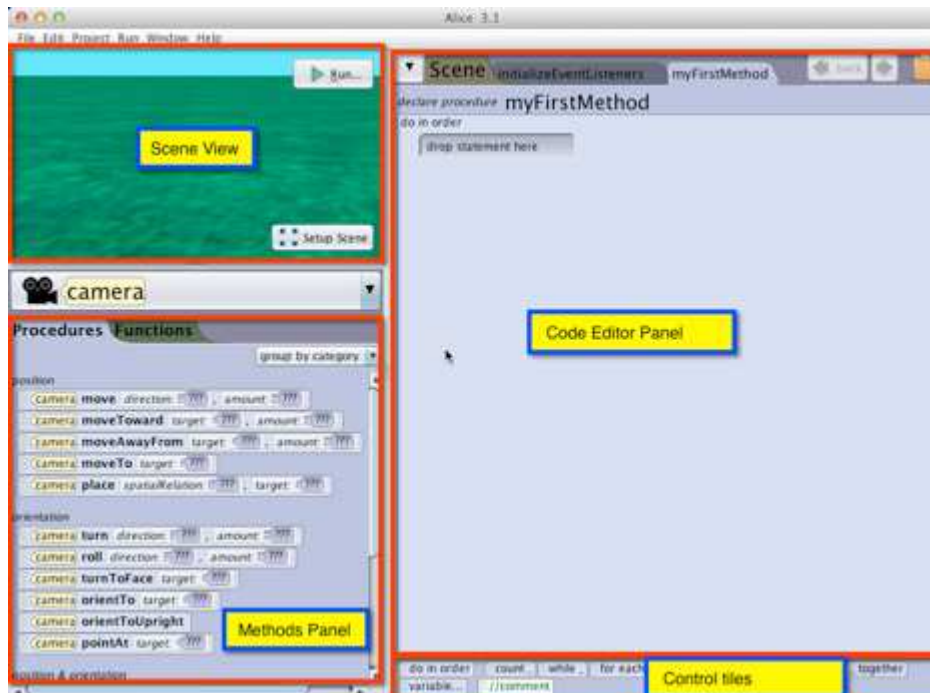 Alice 3.1
File Edit Project Run Window Help
Run...
Scene View
Setup Scene
camera
Procedures Functions
group by category
position
camera move direction: ??? , amount: ???
camera moveToward target: ??? , amount: ???
camera moveAwayFrom target: ??? , amount: ???
camera moveTo target: ???
camera place spatialRelation: ??? , target: ???
orientation
camera turn direction: ??? , amount: ???
camera roll direction: ??? , amount: ???
camera turnToFace target: ???
camera orientTo target: ???
camera orientToUpright
camera pointAt target: ???
Methods Panel
position & orientation
Scene initializeEventListeners myFirstMethod back
declare procedure myFirstMethod
do in order
drop statement here
Code Editor Panel
do in order count while for each together
Control tiles
variable... //comment